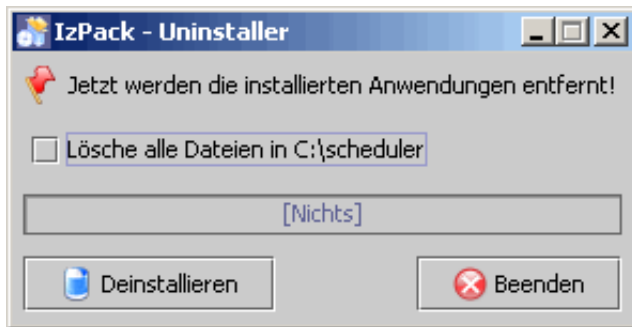 IzPack - Uninstaller
Jetzt werden die installierten Anwendungen entfernt!
Lösche alle Dateien in C:\scheduler
[Nichts]
Deinstallieren
Beenden